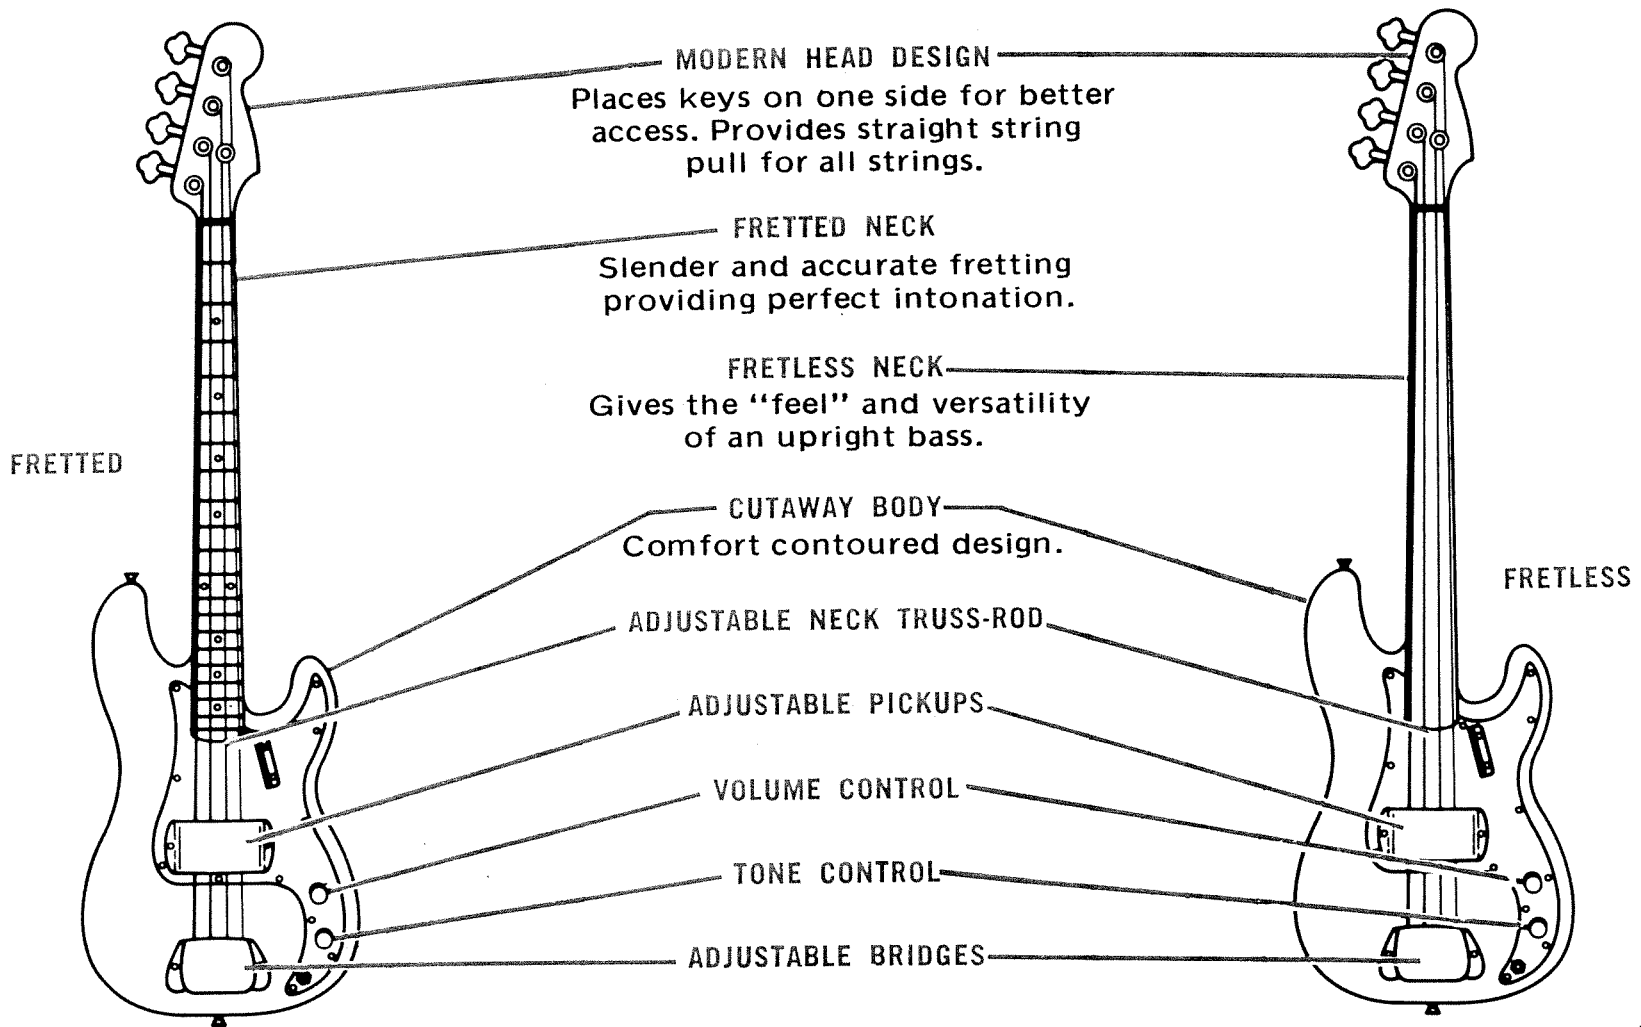 MODERN HEAD DESIGN
Places keys on one side for better
access. Provides straight string
pull for all strings.
FRETTED NECK
Slender and accurate fretting
providing perfect intonation.
FRETLESS NECK
Gives the “feel” and versatility
of an upright bass.
FRETTED
CUTAWAY BODY
Comfort contoured design.
FRETLESS
ADJUSTABLE NECK TRUSS-ROD
ADJUSTABLE PICKUPS
VOLUME CONTROL
TONE CONTROL
ADJUSTABLE BRIDGES